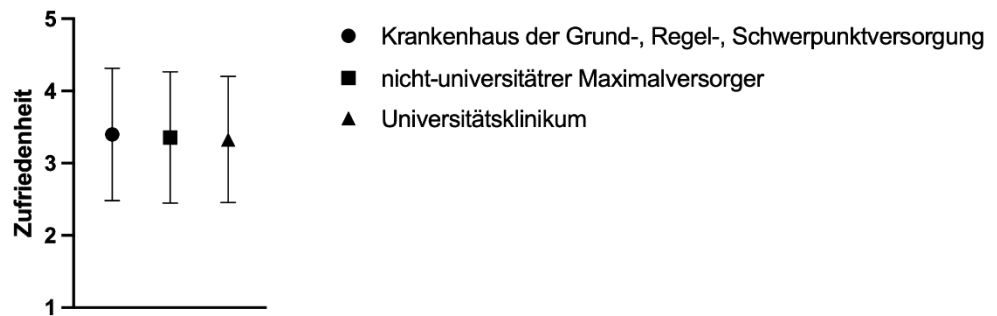 5
4
3
2
1
Zufriedenheit
Krankenhaus der Grund-, Regel-, Schwerpunktversorgung
nicht-universitätrer Maximalversorger
Universitätsklinikum